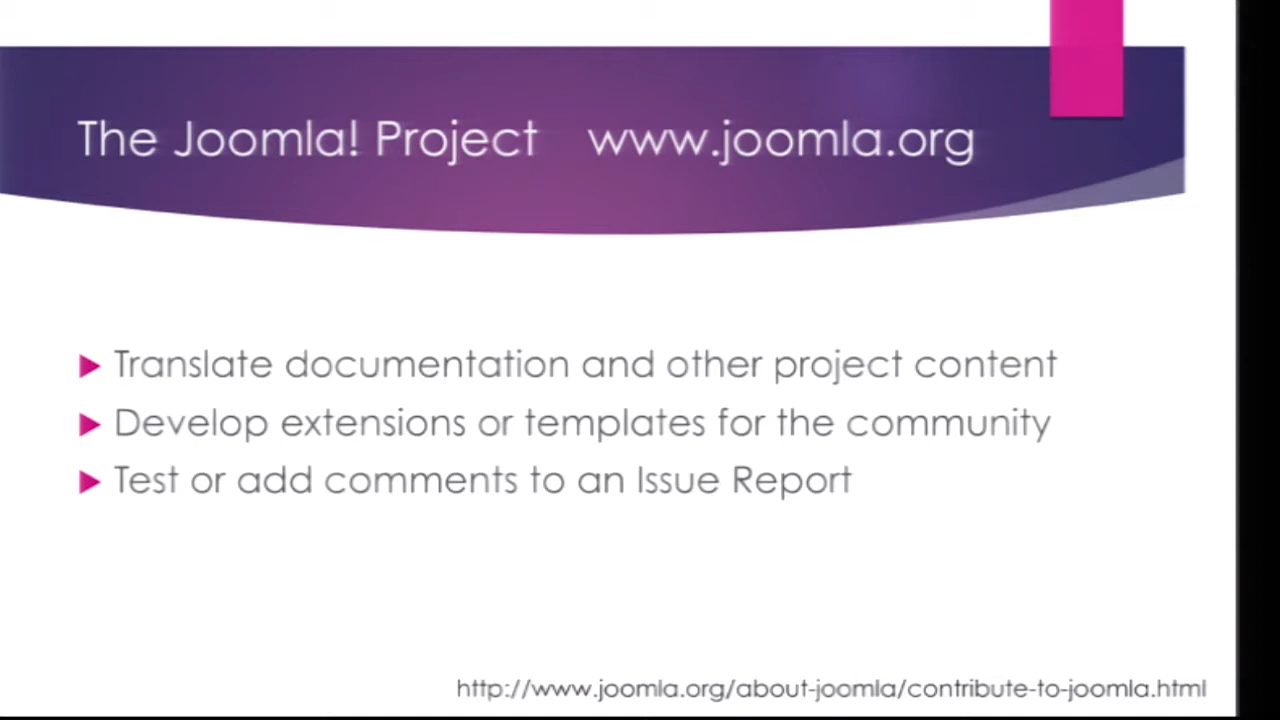 The Joomla! Project www.joomla.org
Translate documentation and other project content
Develop extensions or templates for the community
Test or add comments to an Issue Report
http://www.joomla.org/about-joomla/contribute-to-joomla.html